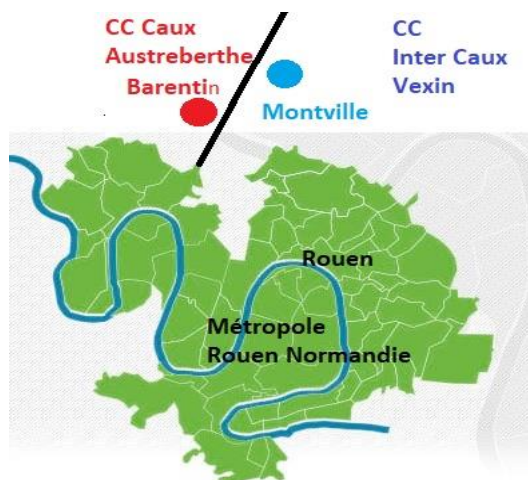 CC Caux
Austreberthe
Barentin
CC
Inter Caux
Vexin
Montville
Rouen
Métropole
Rouen Normandie